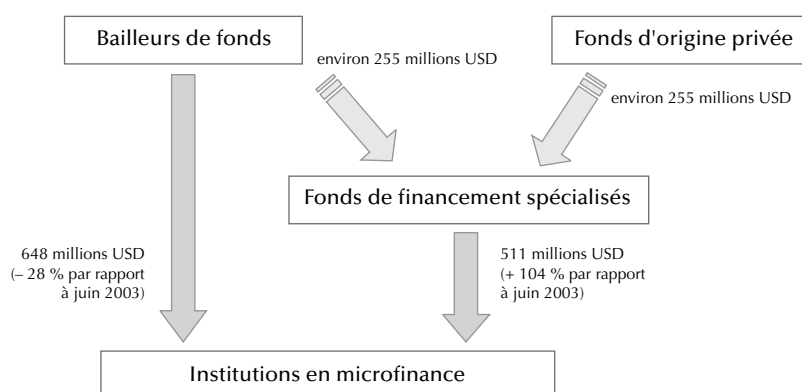 Bailleurs de fonds
Fonds d'origine privée
environ 255 millions USD
environ 255 millions USD
Fonds de financement spécialisés
648 millions USD
(– 28 % par rapport
à juin 2003)
511 millions USD
(+ 104 % par rapport
à juin 2003)
Institutions en microfinance